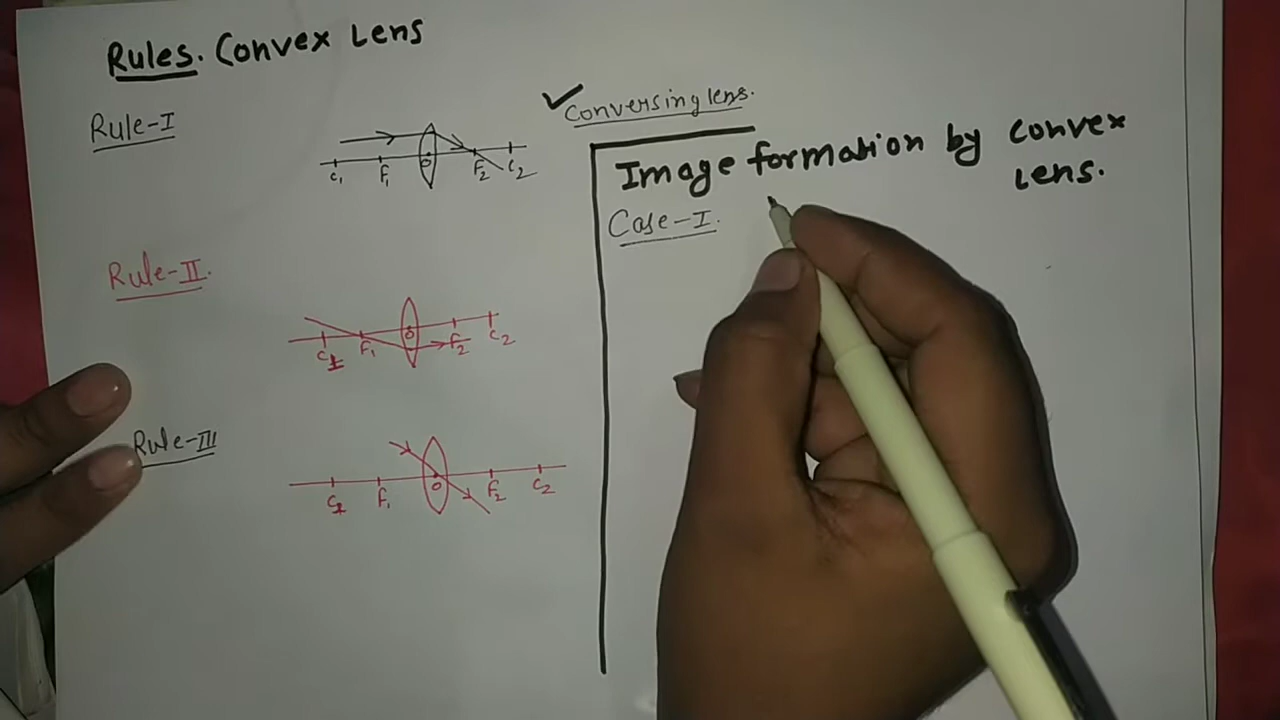 Rules. Convex Lens
Conversing lens.
Rule-I
C1 F1 O F2 C2
Rule-II.
C1 F1 O F2 C2
Rule-III
C1 F1 O F2 C2
Image formation by convex
Lens.
Case-I.